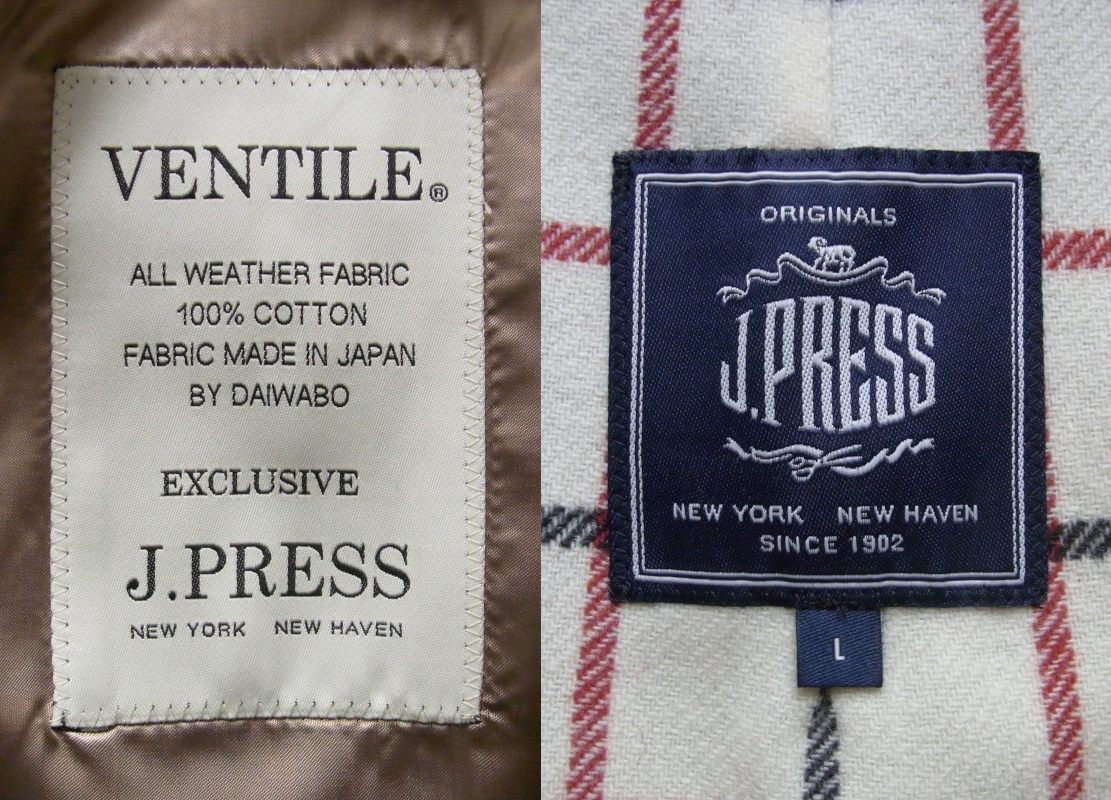 VENTILE®
ALL WEATHER FABRIC
100% COTTON
FABRIC MADE IN JAPAN
BY DAIWABO
EXCLUSIVE
J.PRESS
NEW YORK NEW HAVEN
ORIGINALS
J.PRESS
NEW YORK NEW HAVEN
SINCE 1902
L